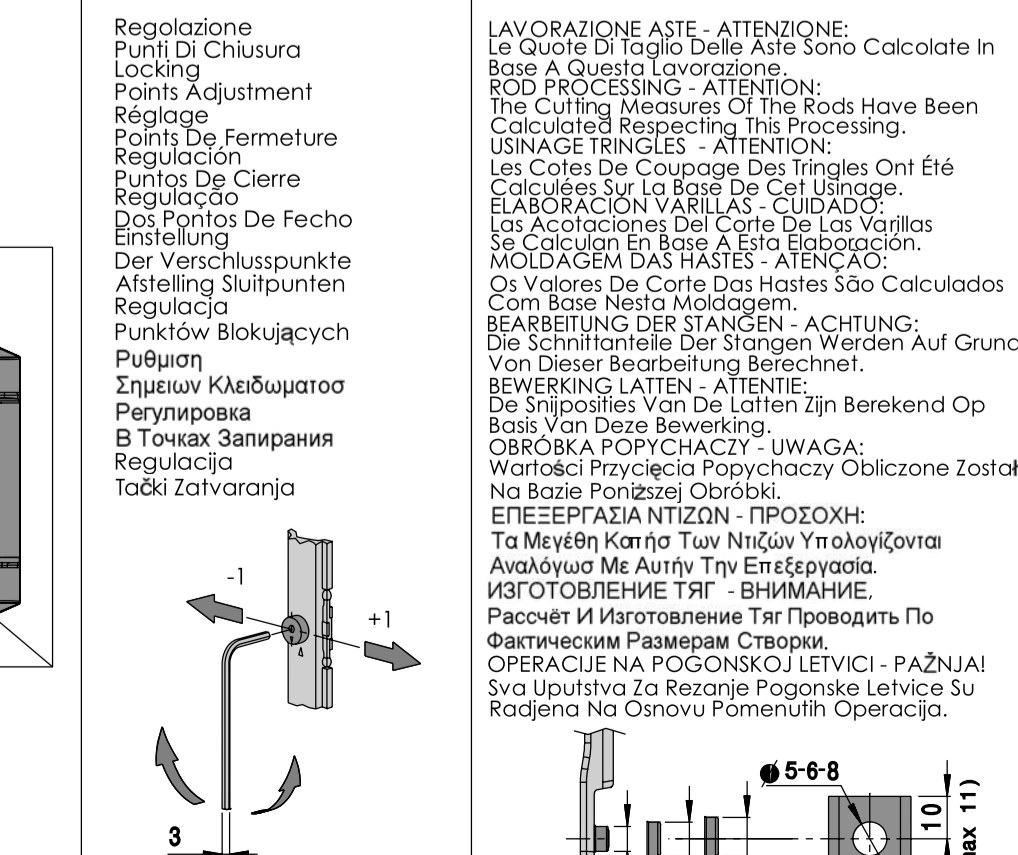 Regolazione
Punti Di Chiusura
Locking
Points Adjustment
Réglage
Points De Fermeture
Regulación
Puntos De Cierre
Regulação
Dos Pontos De Fecho
Einstellung
Der Verschlusspunkte
Afstelling Sluitpunten
Regulacja
Punktów Blokujących
Ρυθμιση
Σημειων Κλειδωματοσ
Регулировка
В Точках Запирания
Regulacija
Tački Zatvaranja
-1
+1
3
LAVORAZIONE ASTE - ATTENZIONE:
Le Quote Di Taglio Delle Aste Sono Calcolate In
Base A Questa Lavorazione.
ROD PROCESSING - ATTENTION:
The Cutting Measures Of The Rods Have Been
Calculated Respecting This Processing.
USINAGE TRINGLES - ATTENTION:
Les Cotes De Coupage Des Tringles Ont Été
Calculées Sur La Base De Cet Usinage.
ELABORACIÓN VARILLAS - CUIDADO:
Las Acotaciones Del Corte De Las Varillas
Se Calculan En Base A Esta Elaboración.
MOLDAGEM DAS HASTES - ATENÇÃO:
Os Valores De Corte Das Hastes São Calculados
Com Base Nesta Moldagem.
BEARBEITUNG DER STANGEN - ACHTUNG:
Die Schnittanteile Der Stangen Werden Auf Grund
Von Dieser Bearbeitung Berechnet.
BEWERKING LATTEN - ATTENTIE:
De Snijposities Van De Latten Zijn Berekend Op
Basis Van Deze Bewerking.
OBRÓBKA POPYCHACZY - UWAGA:
Wartości Przycięcia Popychaczy Obliczone Został
Na Bazie Poniższej Obróbki.
ΕΠΕΞΕΡΓΑΣΙΑ ΝΤΙΖΩΝ - ΠΡΟΣΟΧΗ:
Τα Μεγέθη Κοπήσ Των Ντιζών Υπολογίζονται
Αναλόγωσ Με Αυτήν Την Επεξεργασία.
ИЗГОТОВЛЕНИЕ ТЯГ - ВНИМАНИЕ,
Рассчёт И Изготовление Тяг Проводить По
Фактическим Размерам Створки.
OPERACIJE NA POGONSKOJ LETVICI - PAŽNJA!
Sva Uputstva Za Rezanje Pogonske Letvice Su
Radjena Na Osnovu Pomenutih Operacija.
5-6-8
10
11)